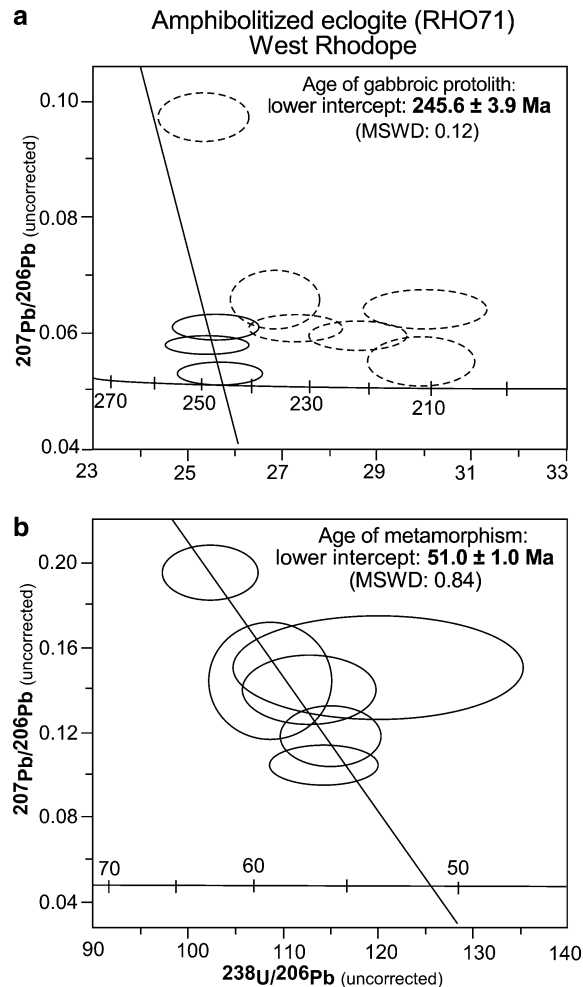 a
Amphibolitized eclogite (RHO71)
West Rhodope
Age of gabbroic protolith:
lower intercept: 245.6 ± 3.9 Ma
(MSWD: 0.12)
207Pb/206Pb (uncorrected)
0.10
0.08
0.06
0.04
270 250 230 210
23 25 27 29 31 33
b
Age of metamorphism:
lower intercept: 51.0 ± 1.0 Ma
(MSWD: 0.84)
207Pb/206Pb (uncorrected)
0.20
0.16
0.12
0.08
0.04
70 60 50
90 100 110 120 130 140
238U/206Pb (uncorrected)